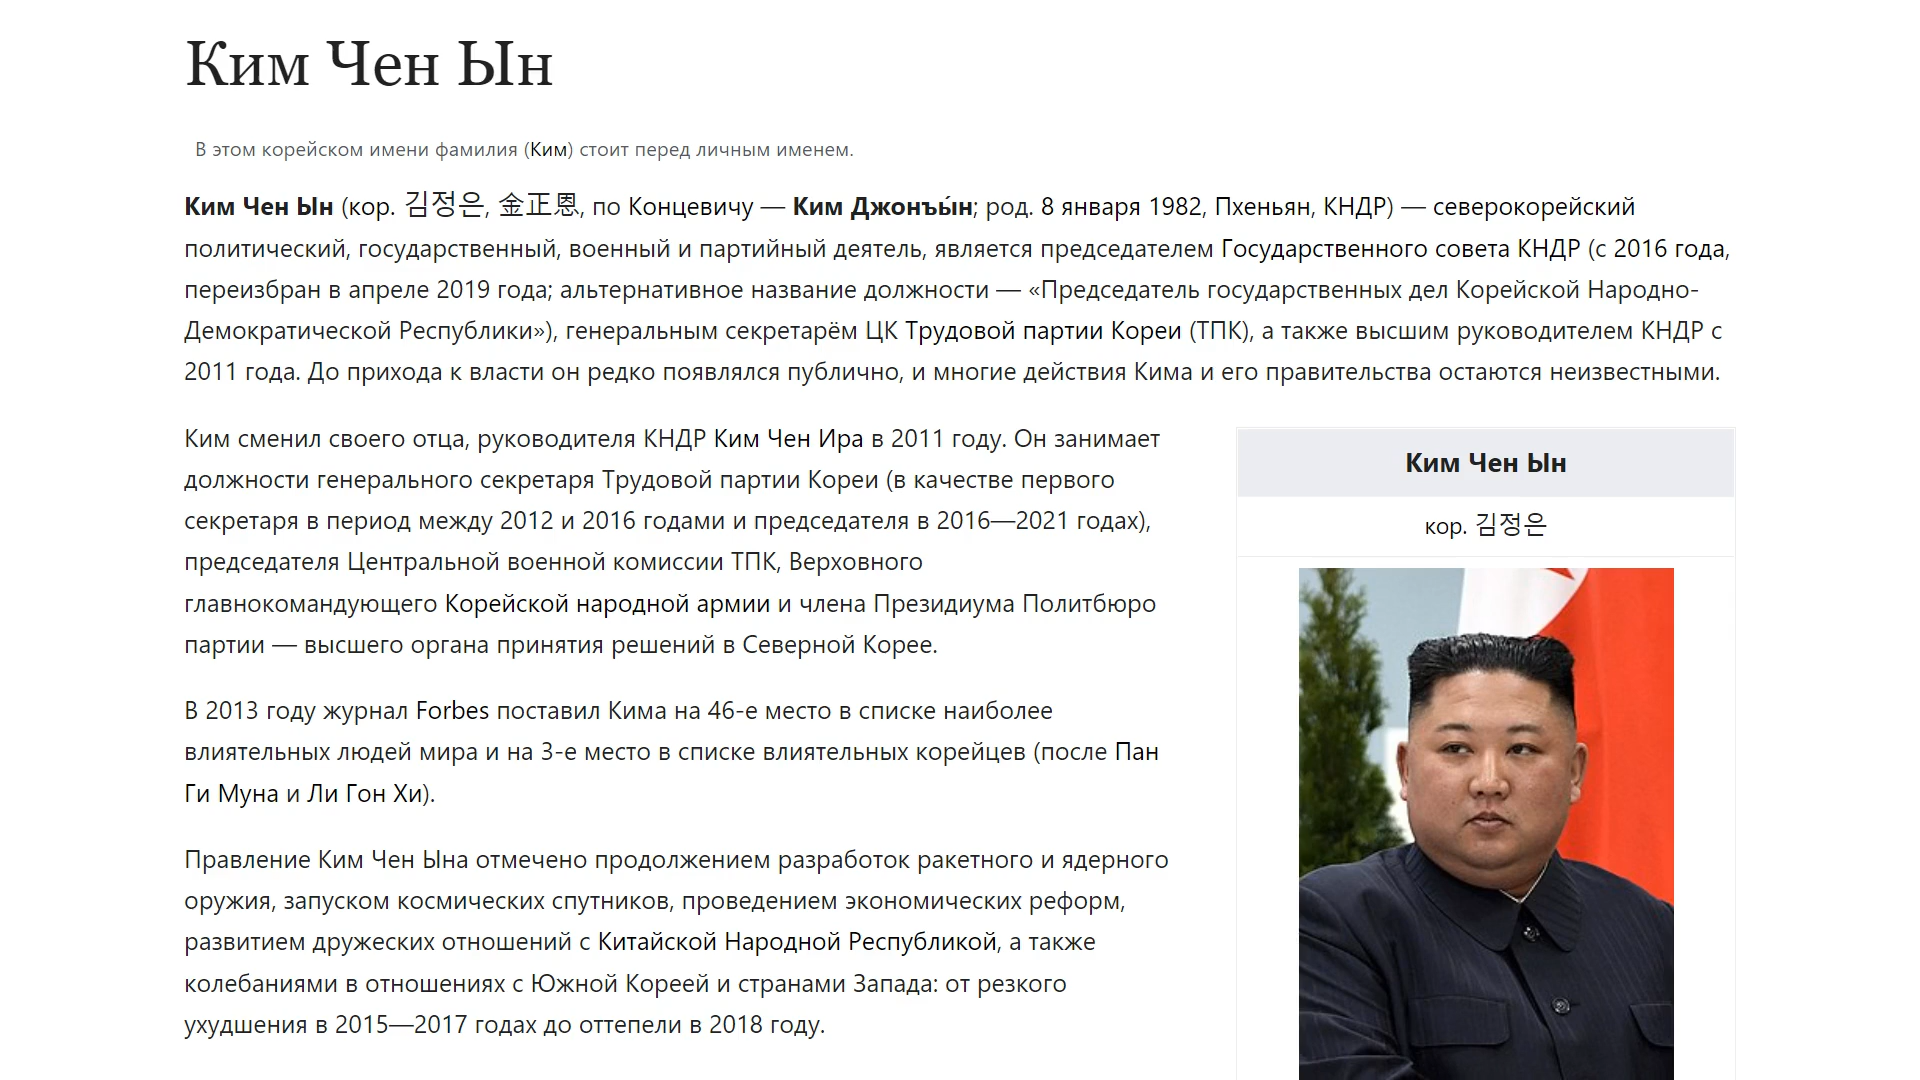 Ким Чен Ын
В этом корейском имени фамилия (Ким) стоит перед личным именем.
Ким Чен Ын (кор. 김정은, 金正恩, по Концевичу — Ким Джонъы́н; род. 8 января 1982, Пхеньян, КНДР) — северокорейский
политический, государственный, военный и партийный деятель, является председателем Государственного совета КНДР (с 2016 года,
переизбран в апреле 2019 года; альтернативное название должности — «Председатель государственных дел Корейской Народно-
Демократической Республики»), генеральным секретарём ЦК Трудовой партии Кореи (ТПК), а также высшим руководителем КНДР с
2011 года. До прихода к власти он редко появлялся публично, и многие действия Кима и его правительства остаются неизвестными.
Ким сменил своего отца, руководителя КНДР Ким Чен Ира в 2011 году. Он занимает
должности генерального секретаря Трудовой партии Кореи (в качестве первого
секретаря в период между 2012 и 2016 годами и председателя в 2016—2021 годах),
председателя Центральной военной комиссии ТПК, Верховного
главнокомандующего Корейской народной армии и члена Президиума Политбюро
партии — высшего органа принятия решений в Северной Корее.
В 2013 году журнал Forbes поставил Кима на 46-е место в списке наиболее
влиятельных людей мира и на 3-е место в списке влиятельных корейцев (после Пан
Ги Муна и Ли Гон Хи).
Правление Ким Чен Ына отмечено продолжением разработок ракетного и ядерного
оружия, запуском космических спутников, проведением экономических реформ,
развитием дружеских отношений с Китайской Народной Республикой, а также
колебаниями в отношениях с Южной Кореей и странами Запада: от резкого
ухудшения в 2015—2017 годах до оттепели в 2018 году.
Ким Чен Ын
кор. 김정은